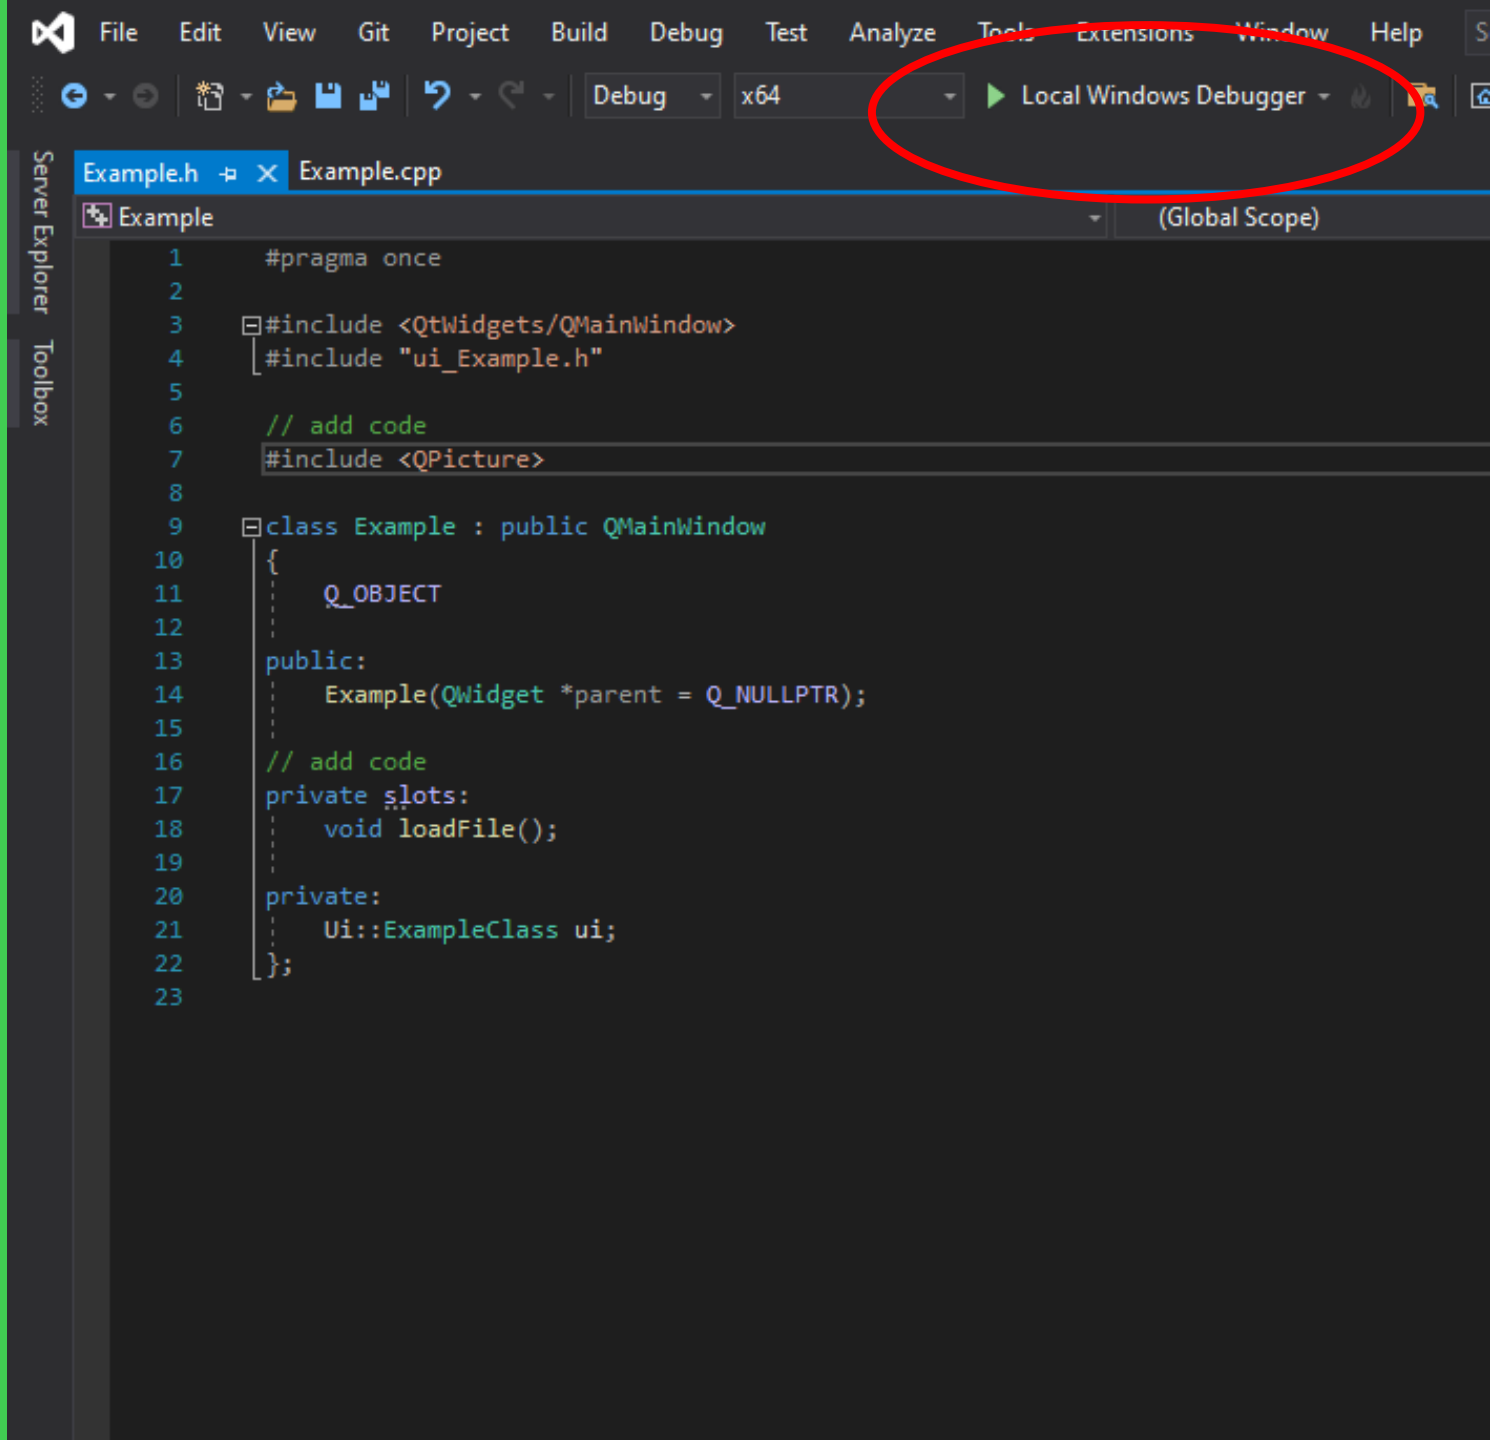 File Edit View Git Project Build Debug Test Analyze Tools Extensions Window Help S
Debug x64 Local Windows Debugger
Server Explorer
Toolbox
Example.h Example.cpp
Example (Global Scope)
1 #pragma once
2
3 #include <QtWidgets/QMainWindow>
4 #include "ui_Example.h"
5
6 // add code
7 #include <QPicture>
8
9 class Example : public QMainWindow
10 {
11 Q_OBJECT
12
13 public:
14 Example(QWidget *parent = Q_NULLPTR);
15
16 // add code
17 private slots:
18 void loadFile();
19
20 private:
21 Ui::ExampleClass ui;
22 };
23